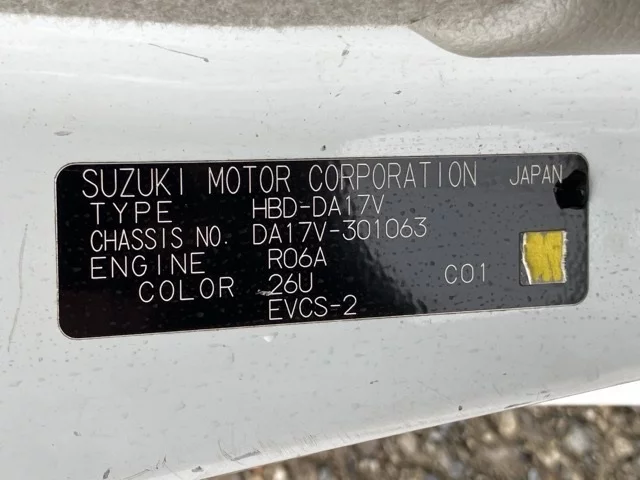 SUZUKI MOTOR CORPORATION JAPAN
TYPE HBD-DA17V
CHASSIS NO. DA17V-301063
ENGINE R06A
COLOR 26U C01
EVCS-2